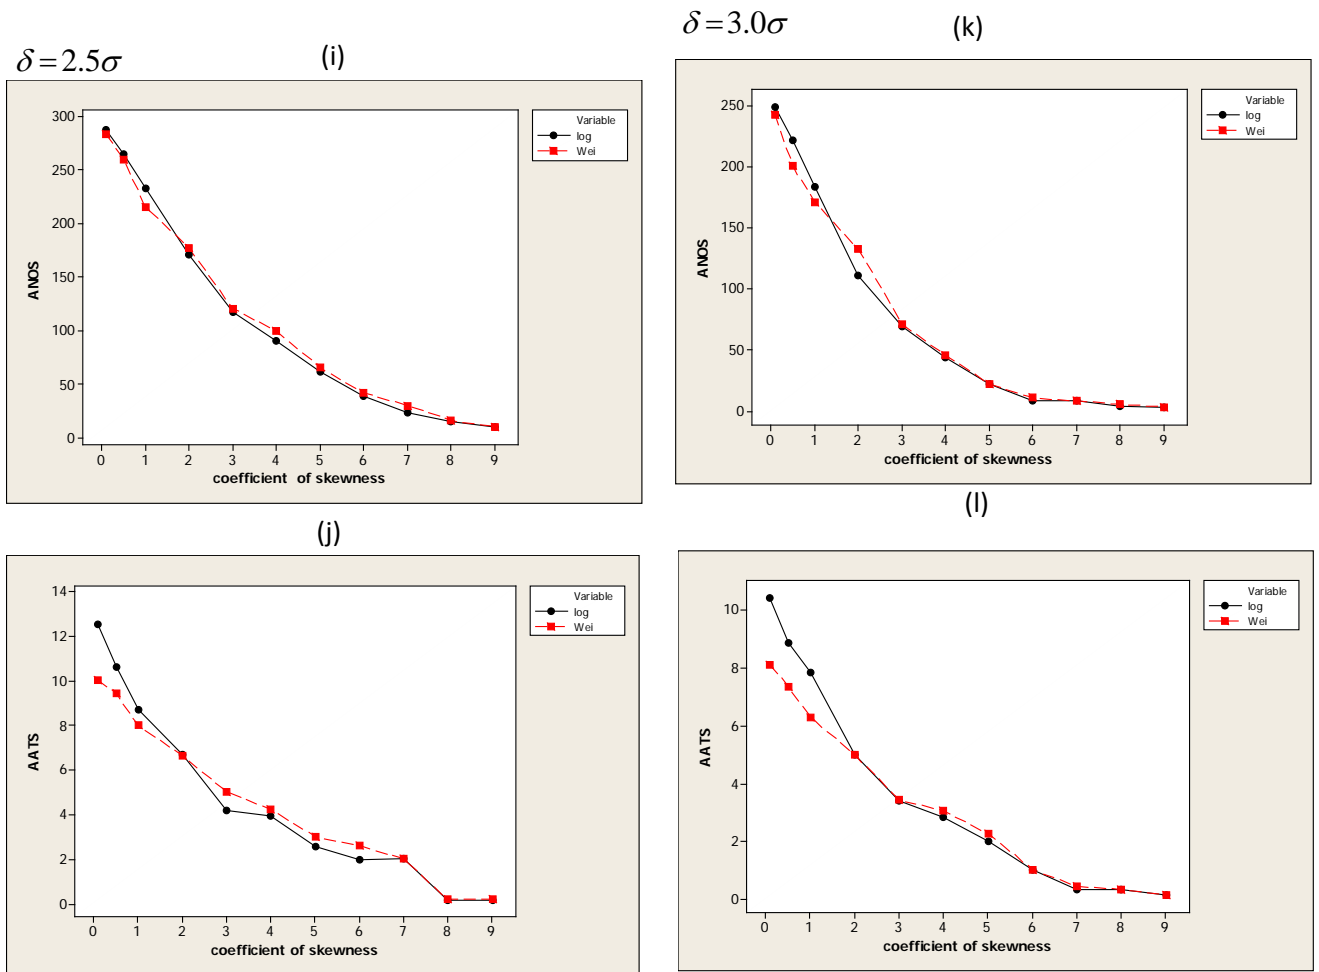 δ = 2.5σ
(i)
300
250
200
150
100
50
0
ANOS
0 1 2 3 4 5 6 7 8 9
coefficient of skewness
Variable
log
Wei
δ = 3.0σ
(k)
250
200
150
100
50
0
ANOS
0 1 2 3 4 5 6 7 8 9
coefficient of skewness
Variable
log
Wei
(j)
14
12
10
8
6
4
2
0
AATS
0 1 2 3 4 5 6 7 8 9
coefficient of skewness
Variable
log
Wei
(l)
10
8
6
4
2
0
AATS
0 1 2 3 4 5 6 7 8 9
coefficient of skewness
Variable
log
Wei